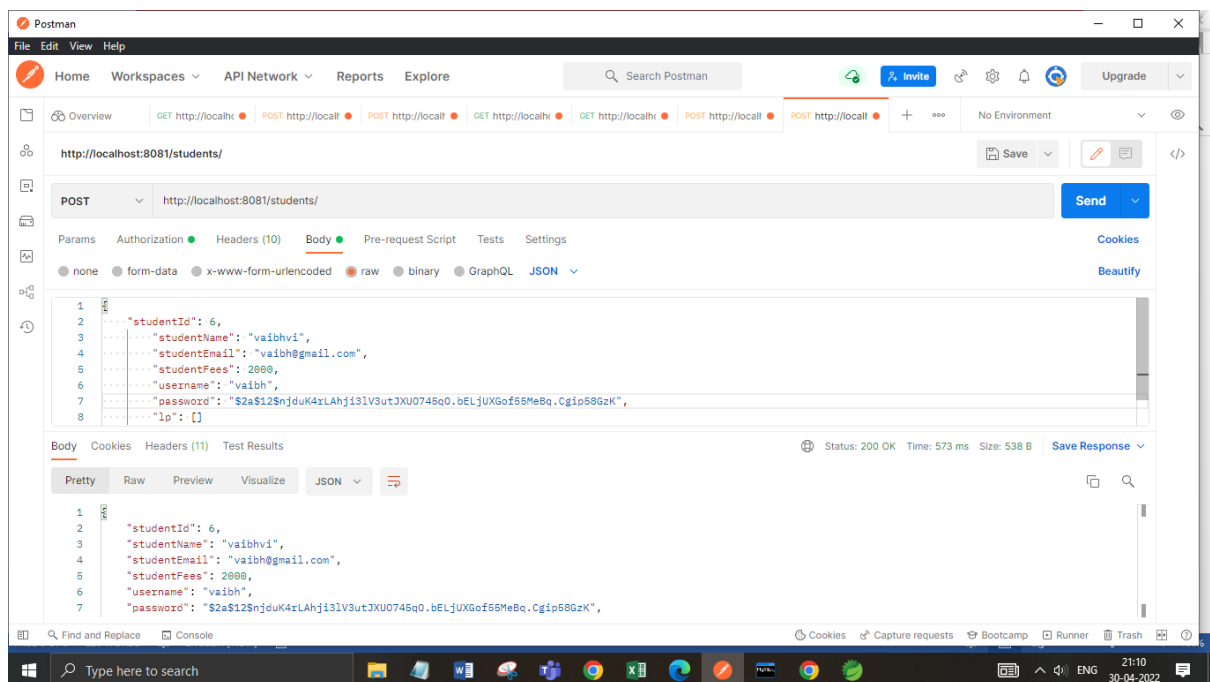 Postman
File Edit View Help
Home Workspaces API Network Reports Explore Search Postman Invite Upgrade
Overview GET http://localho POST http://localh POST http://localh GET http://localho GET http://localho POST http://localh POST http://localh No Environment
http://localhost:8081/students/ Save
POST http://localhost:8081/students/ Send
Params Authorization Headers (10) Body Pre-request Script Tests Settings Cookies
none form-data x-www-form-urlencoded raw binary GraphQL JSON Beautify
1 {
2 "studentId": 6,
3 "studentName": "vaibhvi",
4 "studentEmail": "vaibh@gmail.com",
5 "studentFees": 2000,
6 "username": "vaibh",
7 "password": "$2a$12$njduK4rLAhji3lV3utJXUO745qO.bELjUXGof55MeBq.Cgip58GzK",
8 "lp": []
Body Cookies Headers (11) Test Results Status: 200 OK Time: 573 ms Size: 538 B Save Response
Pretty Raw Preview Visualize JSON
1 {
2 "studentId": 6,
3 "studentName": "vaibhvi",
4 "studentEmail": "vaibh@gmail.com",
5 "studentFees": 2000,
6 "username": "vaibh",
7 "password": "$2a$12$njduK4rLAhji3lV3utJXUO745qO.bELjUXGof55MeBq.Cgip58GzK",
Find and Replace Console Cookies Capture requests Bootcamp Runner Trash
Type here to search ENG 21:10
30-04-2022